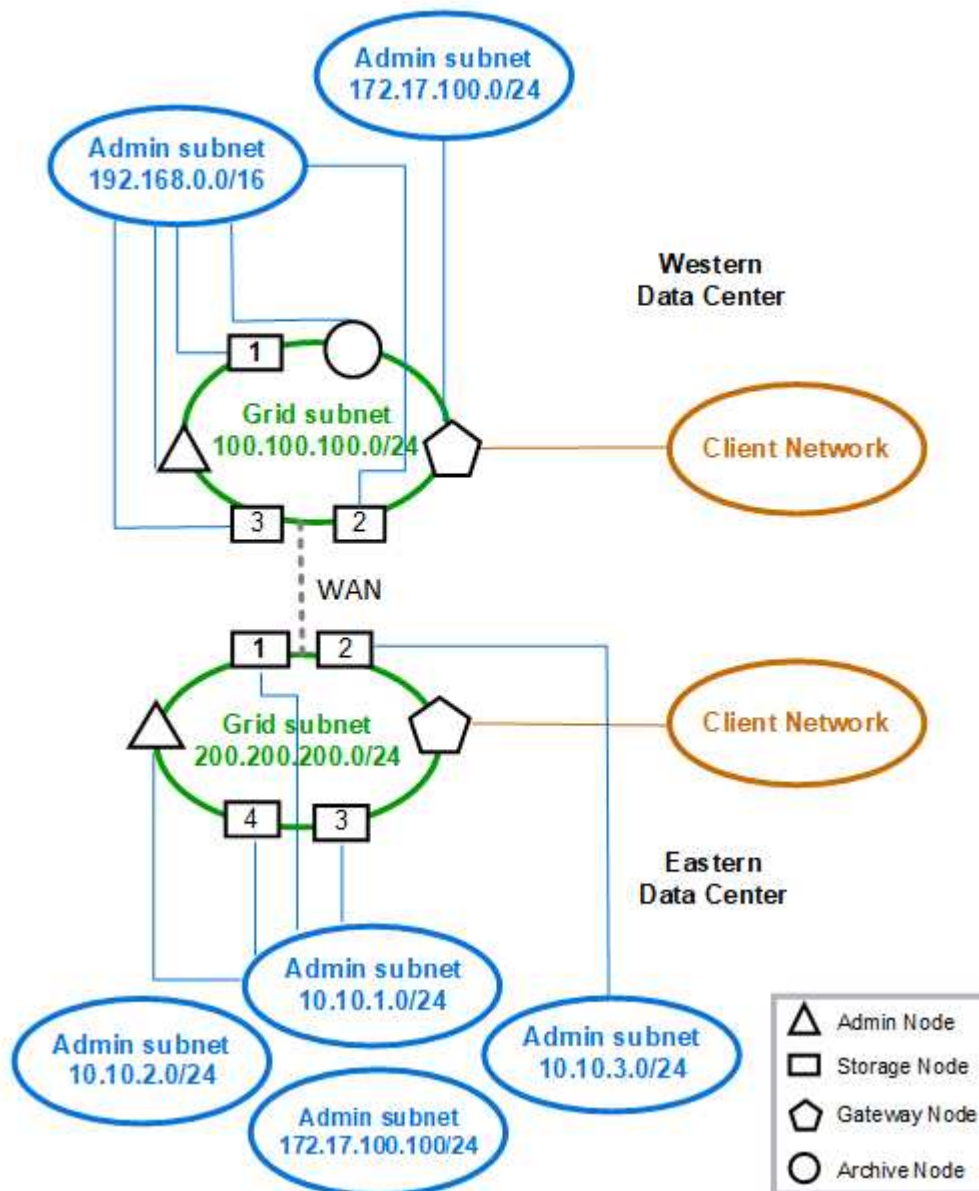 Admin subnet
172.17.100.0/24
Admin subnet
192.168.0.0/16
Western
Data Center
1
Grid subnet
100.100.100.0/24
Client Network
3
2
WAN
1
2
Grid subnet
200.200.200.0/24
Client Network
4
3
Eastern
Data Center
Admin subnet
10.10.1.0/24
Admin subnet
10.10.2.0/24
Admin subnet
10.10.3.0/24
Admin subnet
172.17.100.100/24
Admin Node
Storage Node
Gateway Node
Archive Node